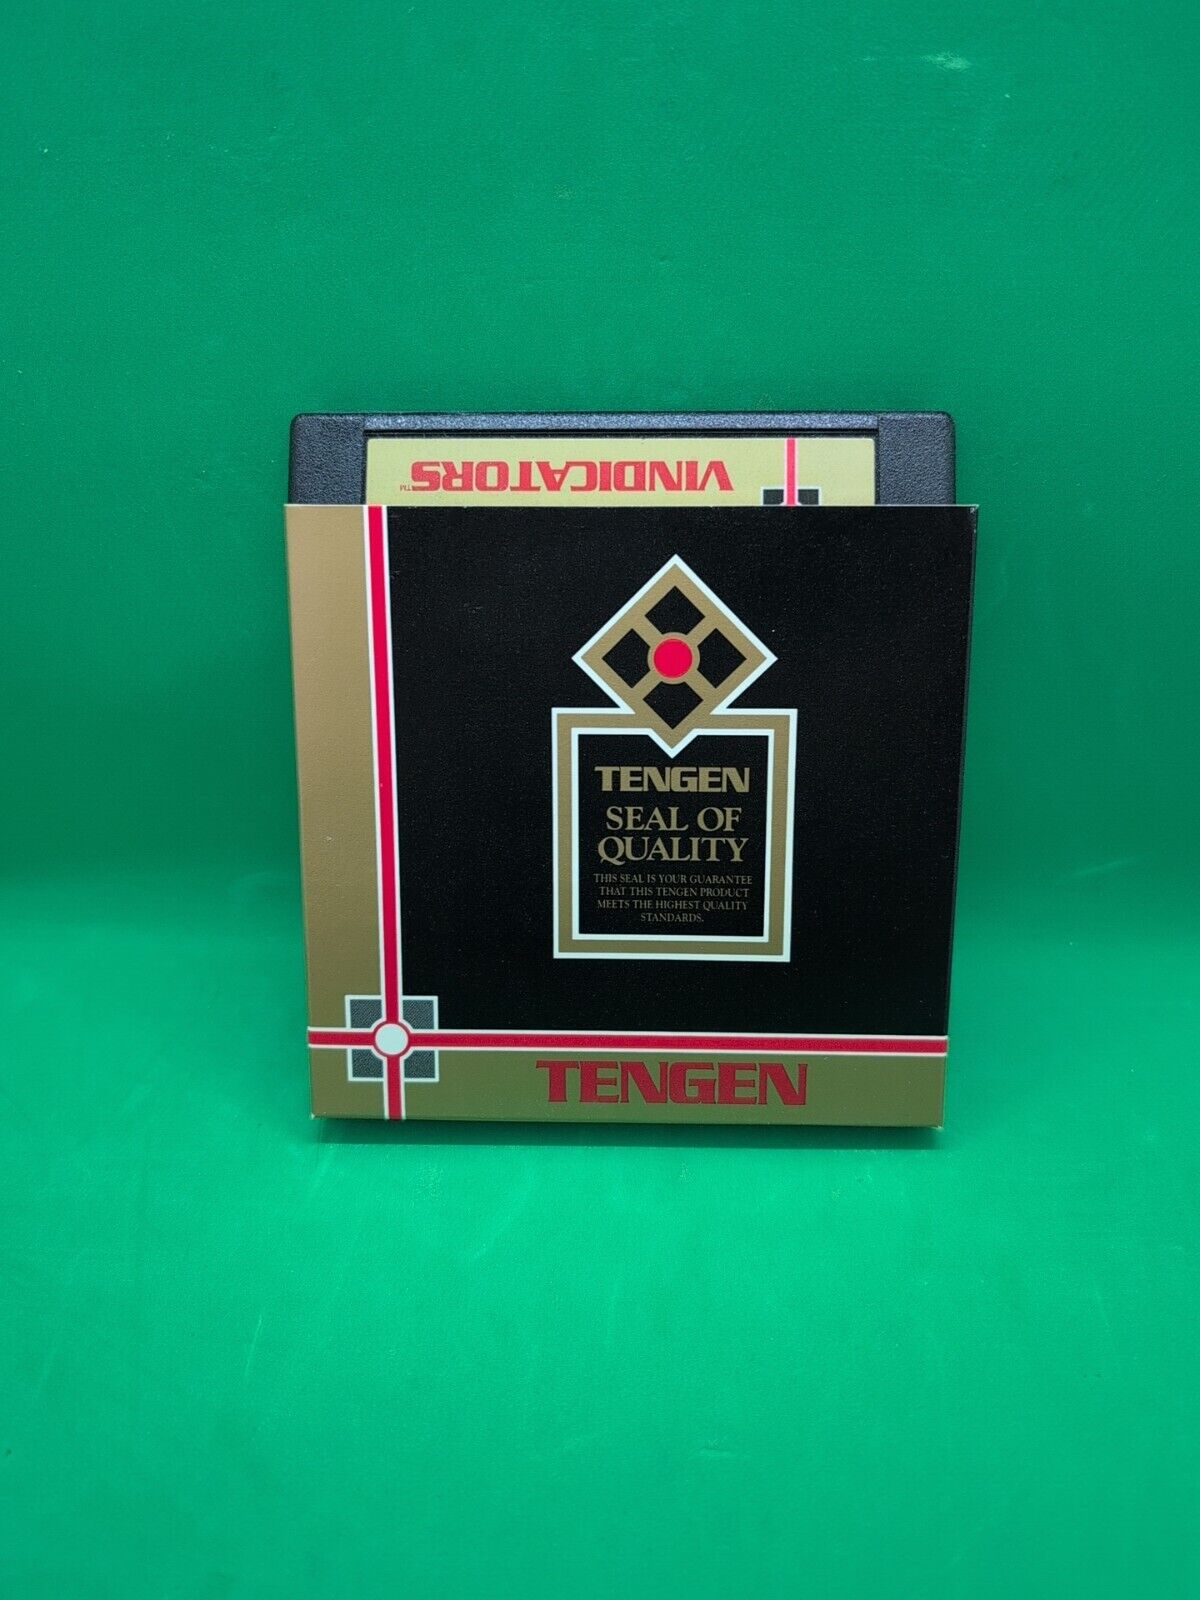 VINDICATORS™
TENGEN
SEAL OF
QUALITY
THIS SEAL IS YOUR GUARANTEE
THAT THIS TENGEN PRODUCT
MEETS THE HIGHEST QUALITY
STANDARDS.
TENGEN